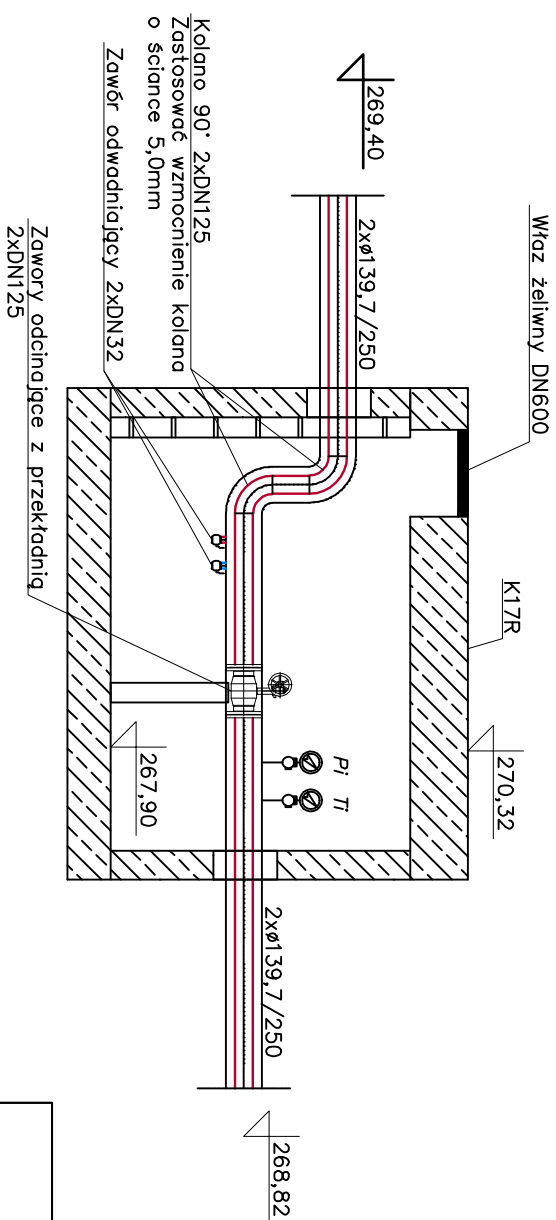 Właz żeliwny DN600
K17R
270,32
269,40
2xø139,7/250
Kolano 90° 2xDN125
Zastosować wzmocnienie kolana
o ściance 5,0mm
Zawór odwadniający 2xDN32
Zawory odcinające z przekładnią
2xDN125
Pi
Ti
267,90
2xø139,7/250
268,82